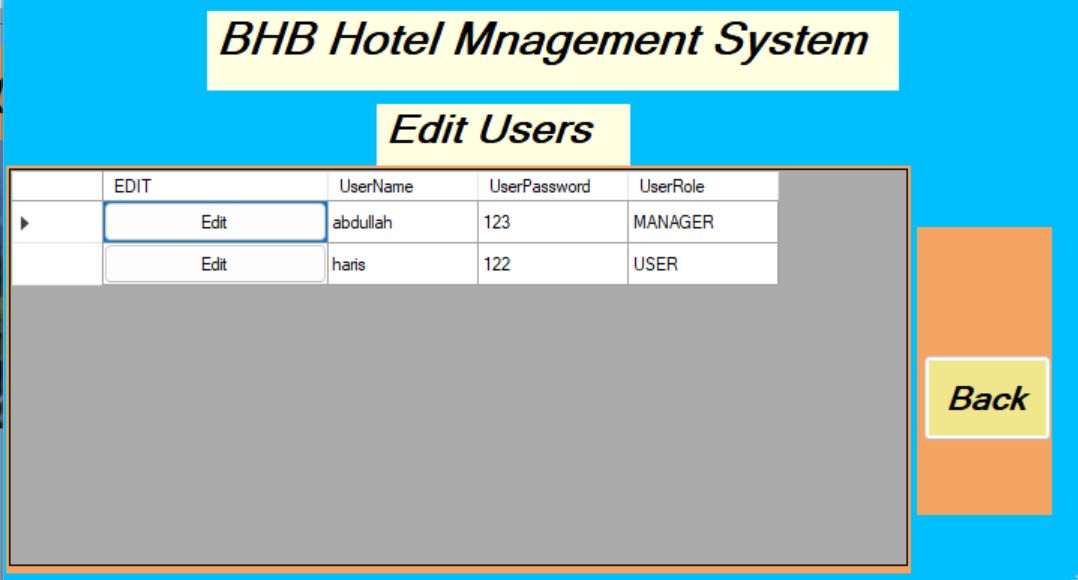 BHB Hotel Mnagement System
Edit Users
EDIT UserName UserPassword UserRole
Edit abdullah 123 MANAGER
Edit haris 122 USER
Back